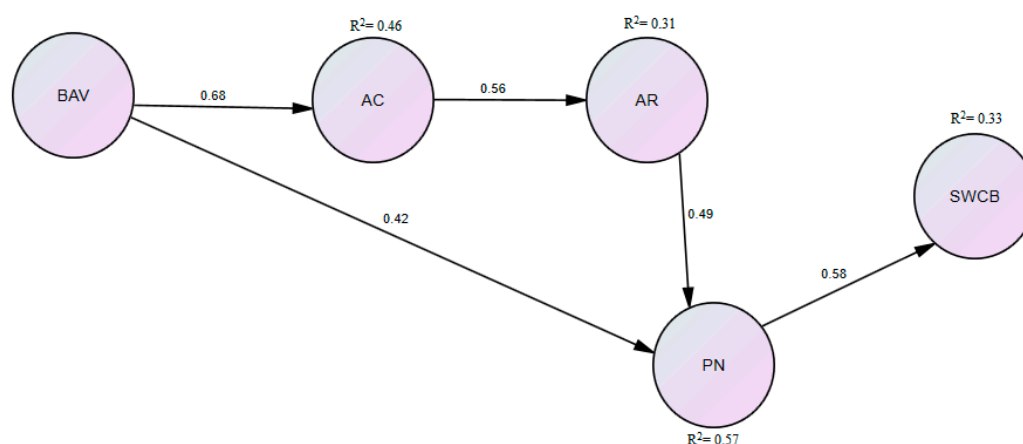 R²= 0.46
R²= 0.31
BAV
0.68
AC
0.56
AR
R²= 0.33
SWCB
0.42
0.49
0.58
PN
R²= 0.57